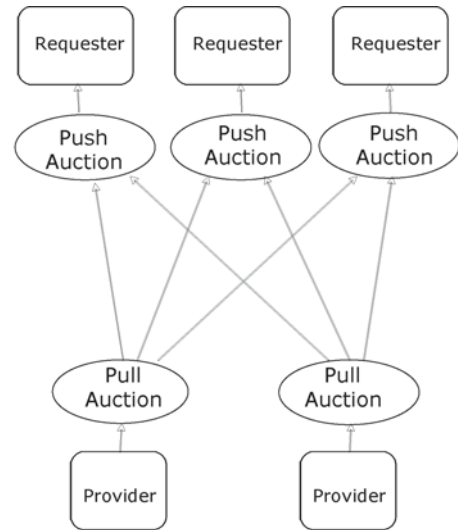 Requester
Requester
Requester
Push
Auction
Push
Auction
Push
Auction
Pull
Auction
Pull
Auction
Provider
Provider